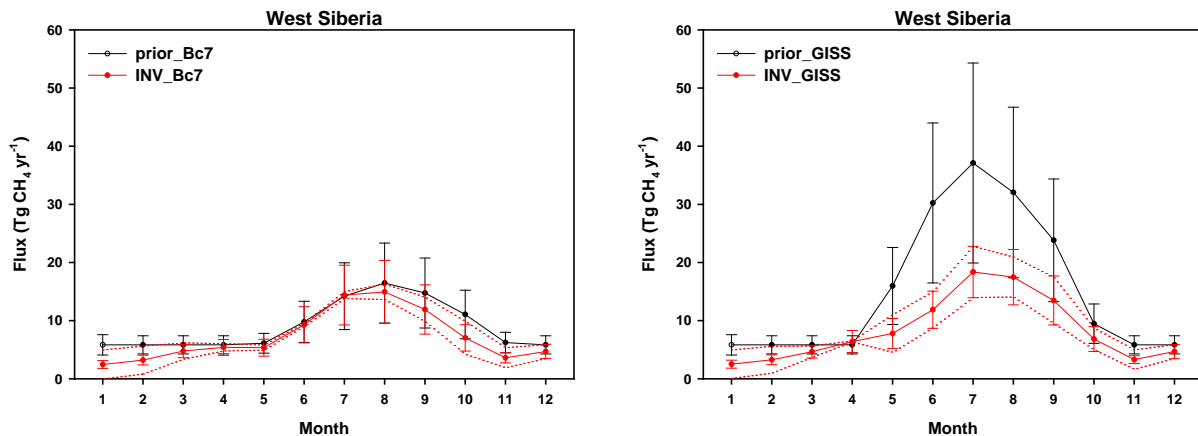 West Siberia
60
50
40
30
20
10
0
Flux (Tg CH4 yr-1)
prior_Bc7
INV_Bc7
1 2 3 4 5 6 7 8 9 10 11 12
Month
West Siberia
60
50
40
30
20
10
0
Flux (Tg CH4 yr-1)
prior_GISS
INV_GISS
1 2 3 4 5 6 7 8 9 10 11 12
Month